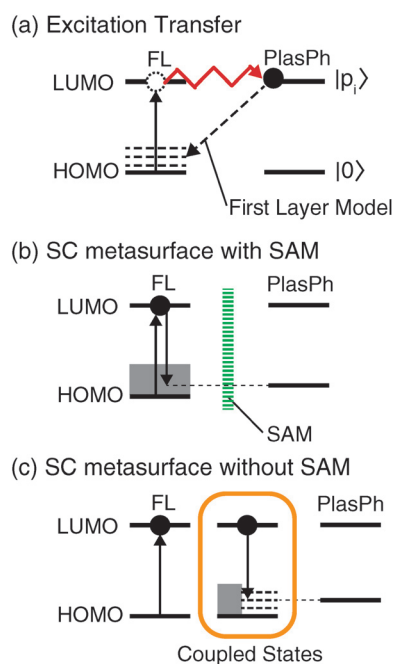 (a) Excitation Transfer
FL
PlasPh
LUMO
|pᵢ⟩
HOMO
|0⟩
First Layer Model
(b) SC metasurface with SAM
FL
PlasPh
LUMO
HOMO
SAM
(c) SC metasurface without SAM
FL
PlasPh
LUMO
HOMO
Coupled States